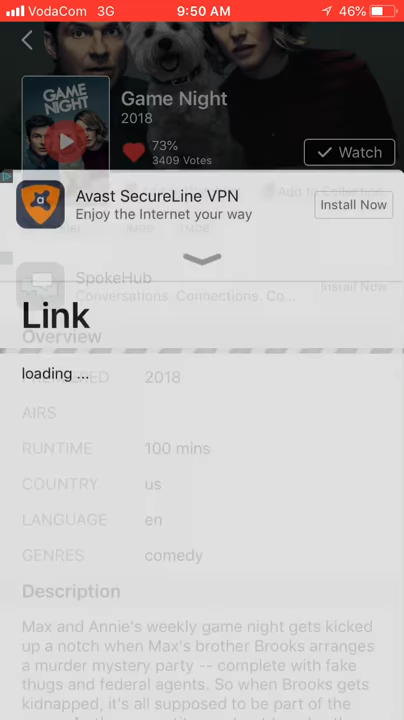 VodaCom 3G 9:50 AM 46%
Game Night
2018
GAME
NIGHT
73%
3409 Votes
Watch
Avast SecureLine VPN
Enjoy the Internet your way
Install Now
SpokeHub
Conversations. Connections. Co...
Install Now
Link
Overview
loading ...
2018
AIRS
RUNTIME 100 mins
COUNTRY us
LANGUAGE en
GENRES comedy
Description
Max and Annie's weekly game night gets kicked
up a notch when Max's brother Brooks arranges
a murder mystery party -- complete with fake
thugs and federal agents. So when Brooks gets
kidnapped, it's all supposed to be part of the